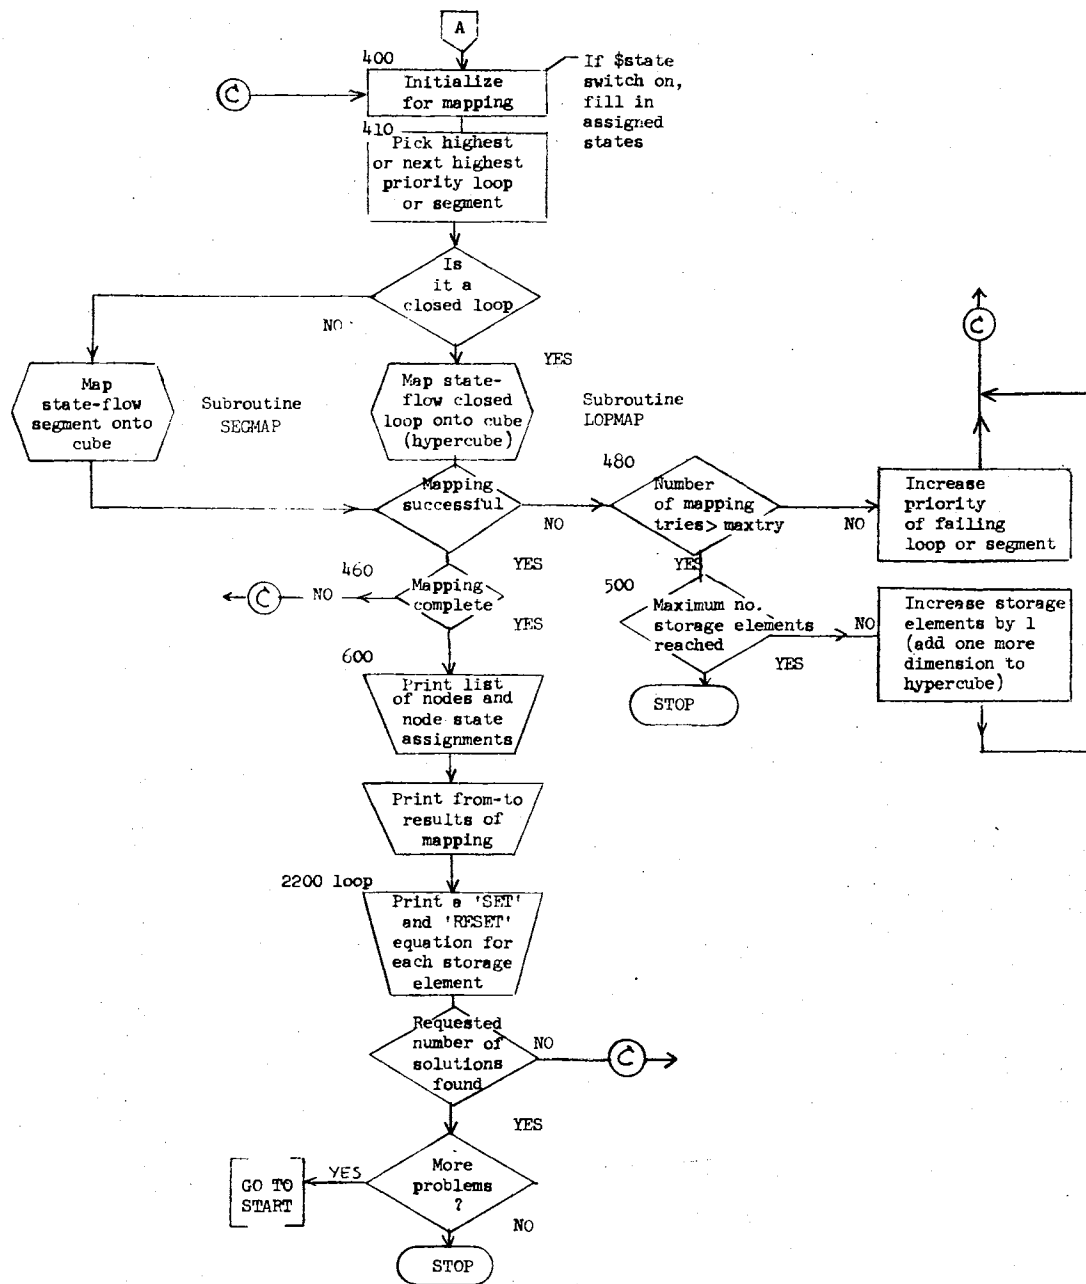 A
400
If $state
switch on,
fill in
assigned
states
C
Initialize
for mapping
410
Pick highest
or next highest
priority loop
or segment
Is
it a
closed loop
NO
YES
C
Map
state-flow
segment onto
cube
Subroutine
SEGMAP
Map state-
flow closed
loop onto cube
(hypercube)
Subroutine
LOPMAP
480
Mapping
successful
NO
YES
Number
of mapping
tries> maxtry
NO
YES
Increase
priority
of failing
loop or segment
460
Mapping
complete
NO
C
YES
500
Maximum no.
storage elements
reached
NO
YES
Increase storage
elements by 1
(add one more
dimension to
hypercube)
STOP
600
Print list
of nodes and
node state
assignments
Print from-to
results of
mapping
2200 loop
Print a 'SET'
and 'RESET'
equation for
each storage
element
Requested
number of
solutions
found
NO
C
YES
More
problems
?
YES
GO TO
START
NO
STOP